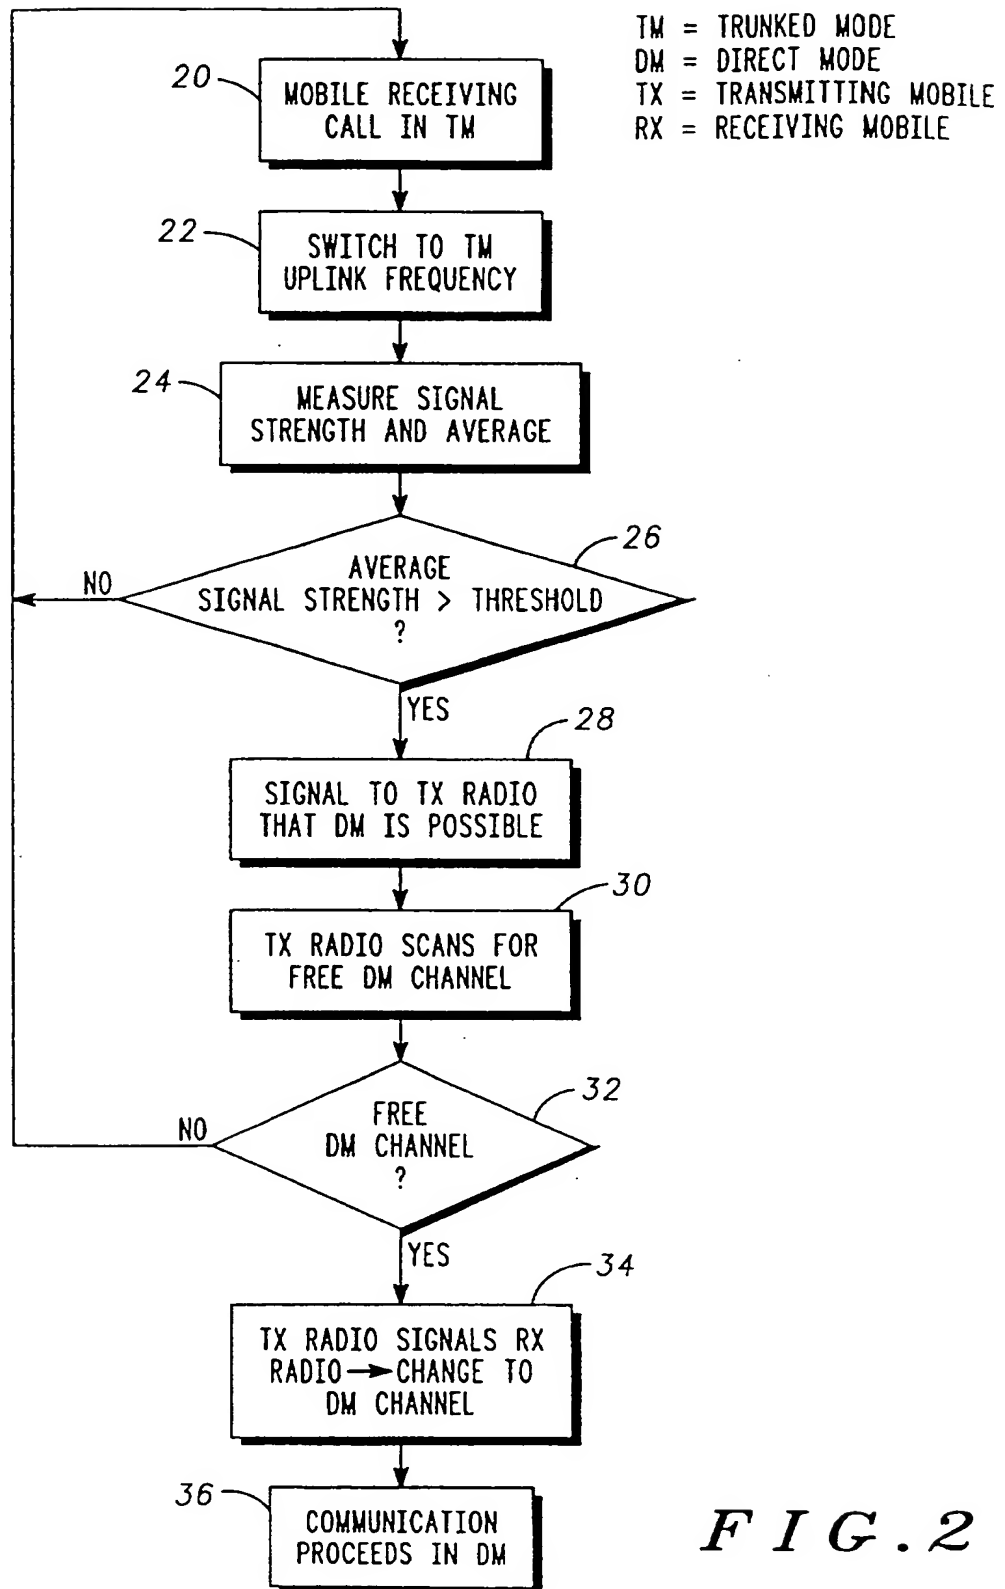 TM = TRUNKED MODE
DM = DIRECT MODE
TX = TRANSMITTING MOBILE
RX = RECEIVING MOBILE
20
MOBILE RECEIVING
CALL IN TM
22
SWITCH TO TM
UPLINK FREQUENCY
24
MEASURE SIGNAL
STRENGTH AND AVERAGE
26
AVERAGE
SIGNAL STRENGTH > THRESHOLD
?
NO
YES
28
SIGNAL TO TX RADIO
THAT DM IS POSSIBLE
30
TX RADIO SCANS FOR
FREE DM CHANNEL
32
FREE
DM CHANNEL
?
NO
YES
34
TX RADIO SIGNALS RX
RADIO → CHANGE TO
DM CHANNEL
36
COMMUNICATION
PROCEEDS IN DM
FIG.2